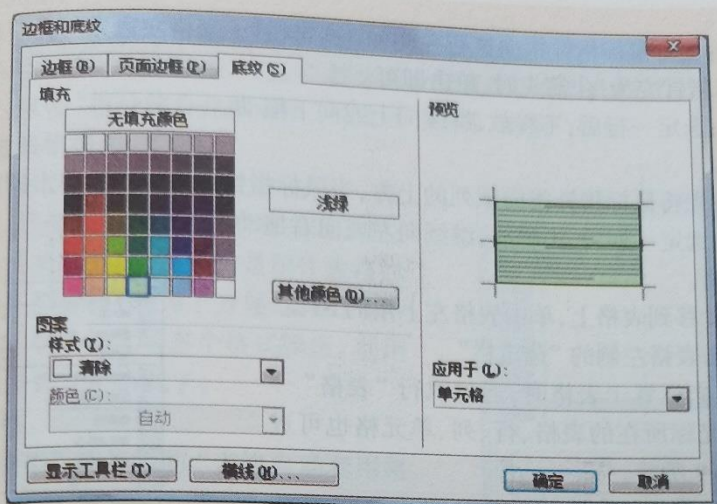 边框和底纹
边框(B) 页面边框(P) 底纹(S)
填充
无填充颜色
浅绿
其他颜色(O)...
预览
图案
样式(Y):
清除
颜色(C):
自动
应用于(L):
单元格
显示工具栏(T) 横线(H)... 确定 取消